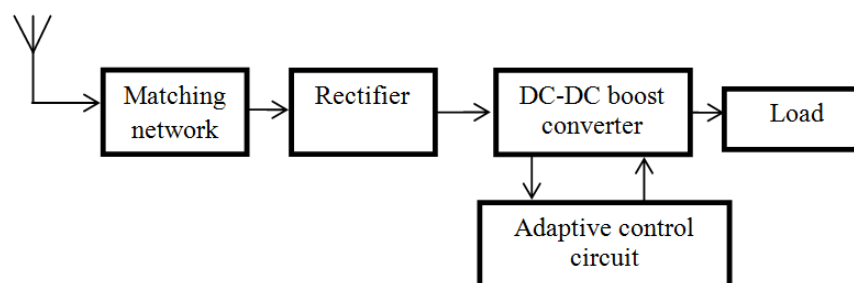 Matching
network
Rectifier
DC-DC boost
converter
Load
Adaptive control
circuit